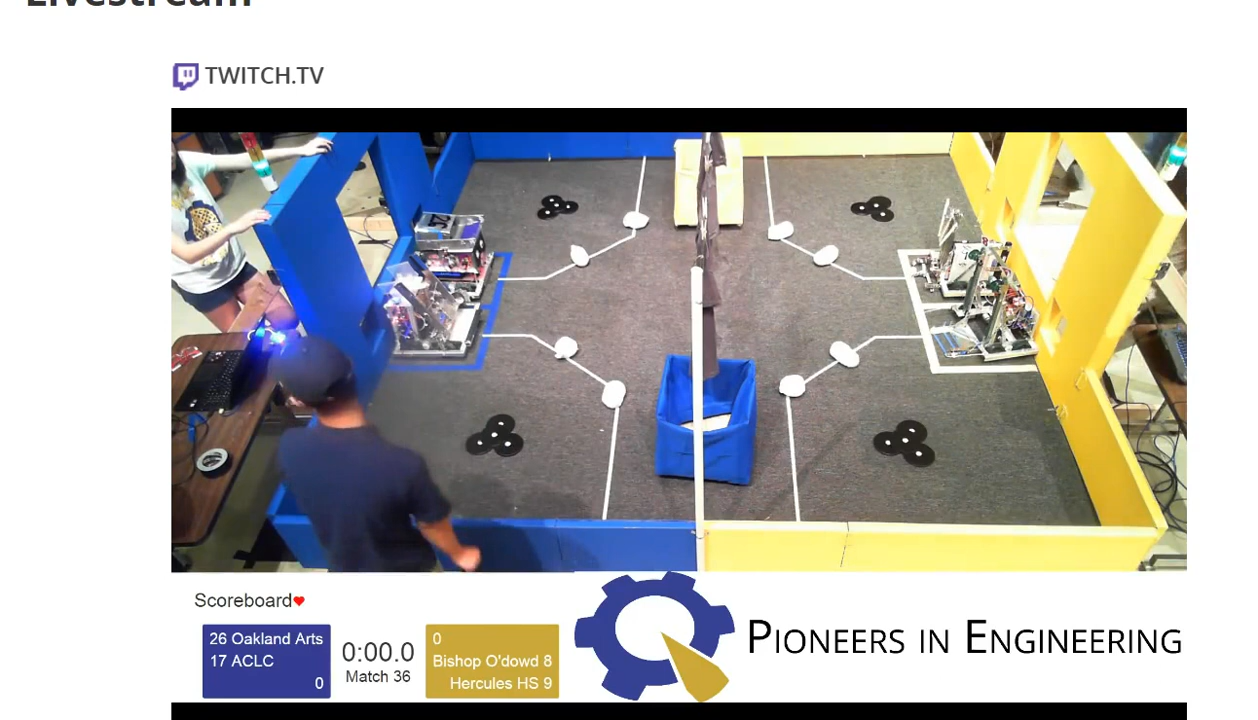 Livestream
TWITCH.TV
Scoreboard♥
26 Oakland Arts
17 ACLC
0
0:00.0
Match 36
0
Bishop O'dowd 8
Hercules HS 9
PIONEERS IN ENGINEERING